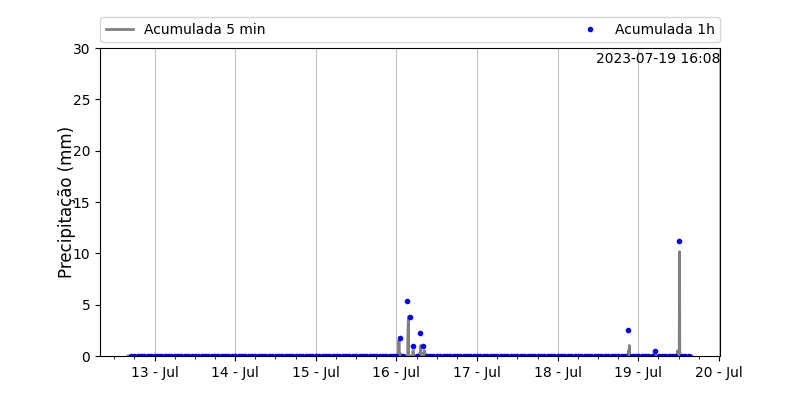 Acumulada 5 min Acumulada 1h
2023-07-19 16:08
Precipitação (mm)
30
25
20
15
10
5
0
13 - Jul 14 - Jul 15 - Jul 16 - Jul 17 - Jul 18 - Jul 19 - Jul 20 - Jul